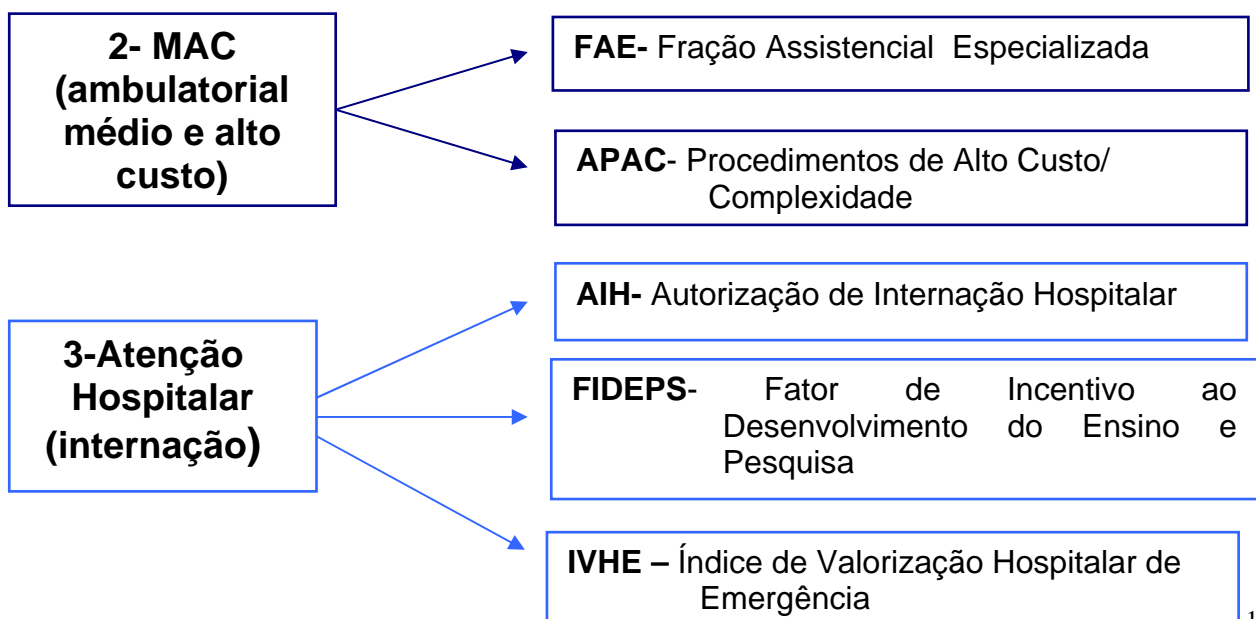 2- MAC
(ambulatorial
médio e alto
custo)
FAE- Fração Assistencial Especializada
APAC- Procedimentos de Alto Custo/
Complexidade
3-Atenção
Hospitalar
(internação)
AIH- Autorização de Internação Hospitalar
FIDEPS- Fator de Incentivo ao
Desenvolvimento do Ensino e
Pesquisa
IVHE – Índice de Valorização Hospitalar de
Emergência
1